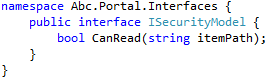 namespace Abc.Portal.Interfaces {
    public interface ISecurityModel {
        bool CanRead(string itemPath);
    }
}